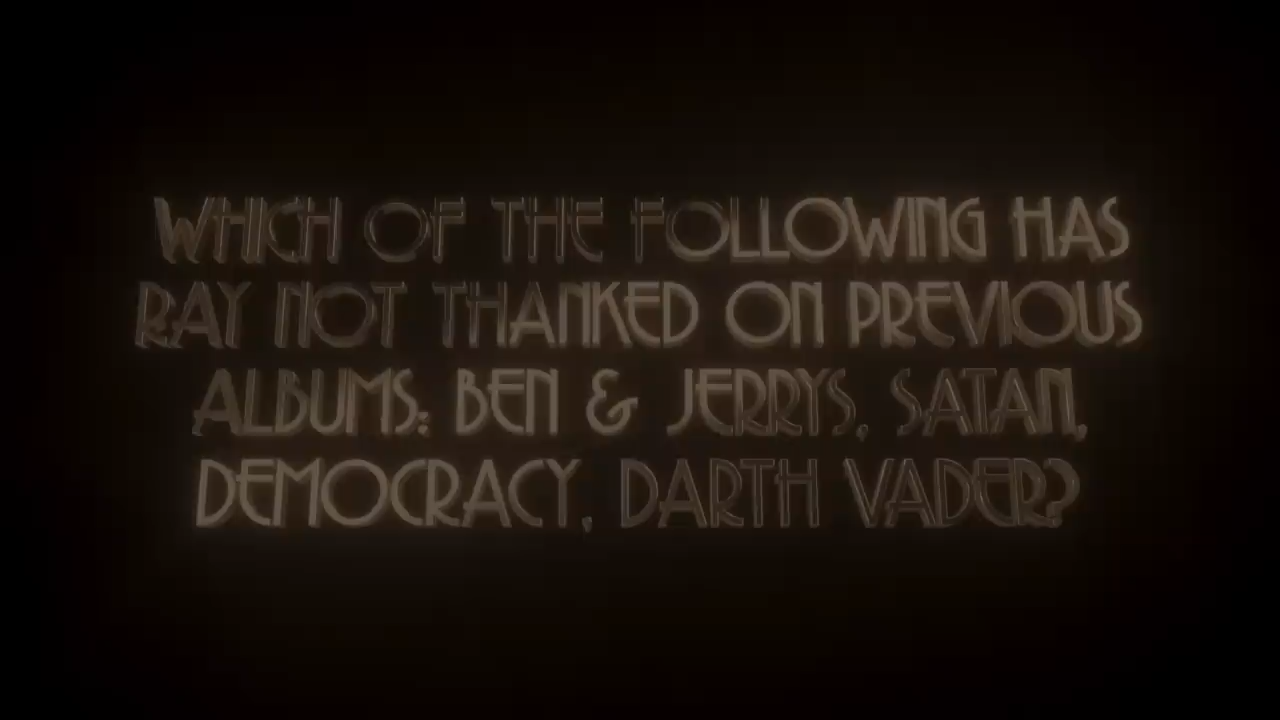 WHICH OF THE FOLLOWING HAS
RAY NOT THANKED ON PREVIOUS
ALBUMS: BEN & JERRYS, SATAN,
DEMOCRACY, DARTH VADER?